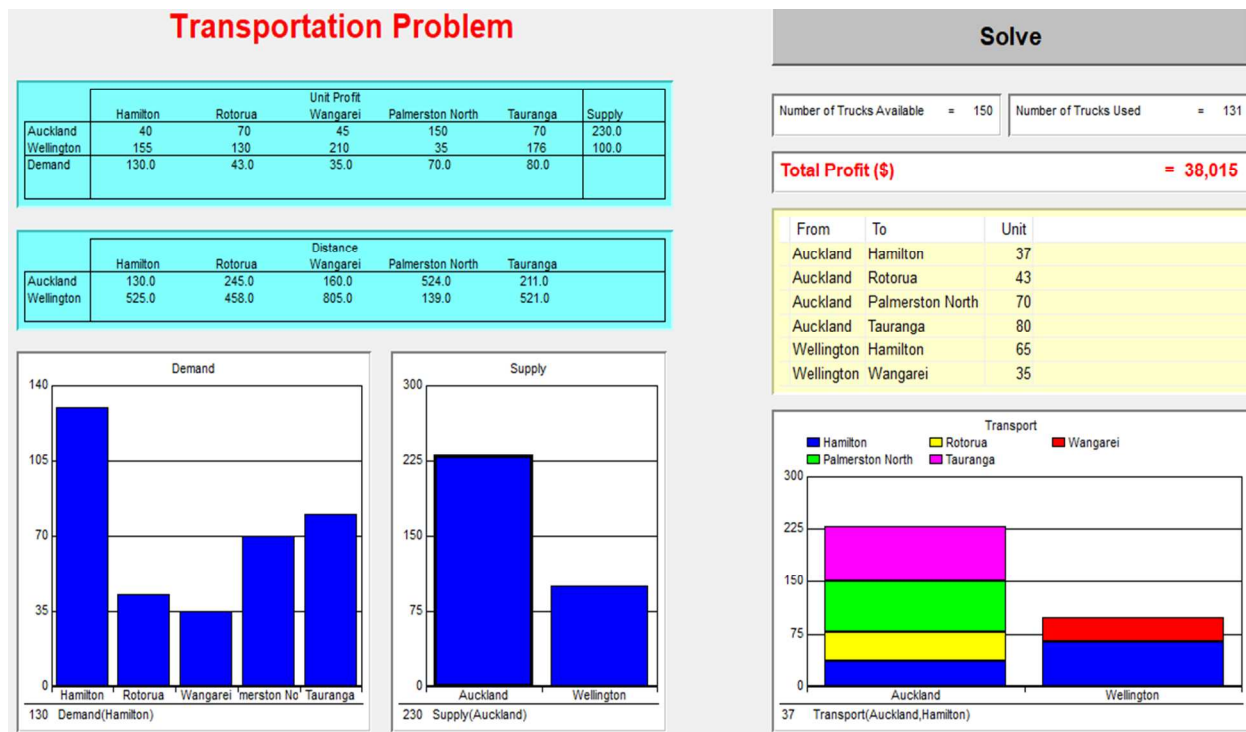 Transportation Problem
Unit Profit
Hamilton Rotorua Wangarei Palmerston North Tauranga Supply
Auckland 40 70 45 150 70 230.0
Wellington 155 130 210 35 176 100.0
Demand 130.0 43.0 35.0 70.0 80.0
Distance
Hamilton Rotorua Wangarei Palmerston North Tauranga
Auckland 130.0 245.0 160.0 524.0 211.0
Wellington 525.0 458.0 805.0 139.0 521.0
Demand
140
105
70
35
0
Hamilton Rotorua Wangarei merston No Tauranga
130 Demand(Hamilton)
Supply
300
225
150
75
0
Auckland Wellington
230 Supply(Auckland)
Solve
Number of Trucks Available = 150
Number of Trucks Used = 131
Total Profit ($) = 38,015
From To Unit
Auckland Hamilton 37
Auckland Rotorua 43
Auckland Palmerston North 70
Auckland Tauranga 80
Wellington Hamilton 65
Wellington Wangarei 35
Transport
Hamilton Rotorua Wangarei
Palmerston North Tauranga
300
225
150
75
0
Auckland Wellington
37 Transport(Auckland,Hamilton)